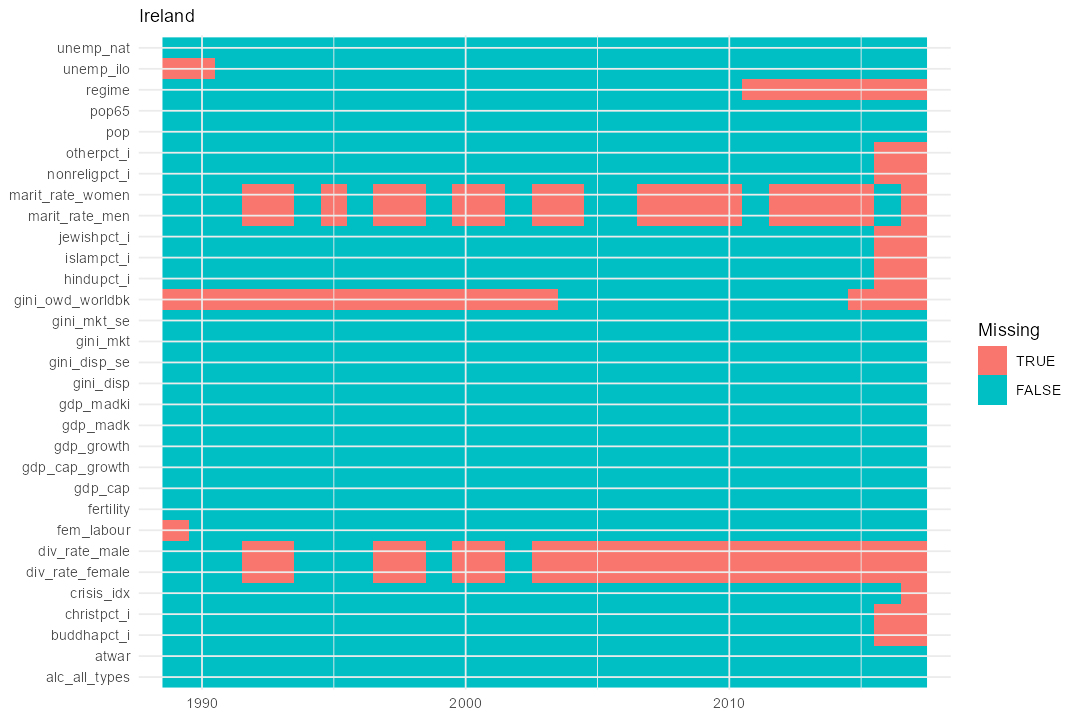 Ireland
unemp_nat
unemp_ilo
regime
pop65
pop
otherpct_i
nonreligpct_i
marit_rate_women
marit_rate_men
jewishpct_i
islampct_i
hindupct_i
gini_owd_worldbk
gini_mkt_se
gini_mkt
gini_disp_se
gini_disp
gdp_madki
gdp_madk
gdp_growth
gdp_cap_growth
gdp_cap
fertility
fem_labour
div_rate_male
div_rate_female
crisis_idx
christpct_i
buddhapct_i
atwar
alc_all_types
1990 2000 2010
Missing
TRUE
FALSE